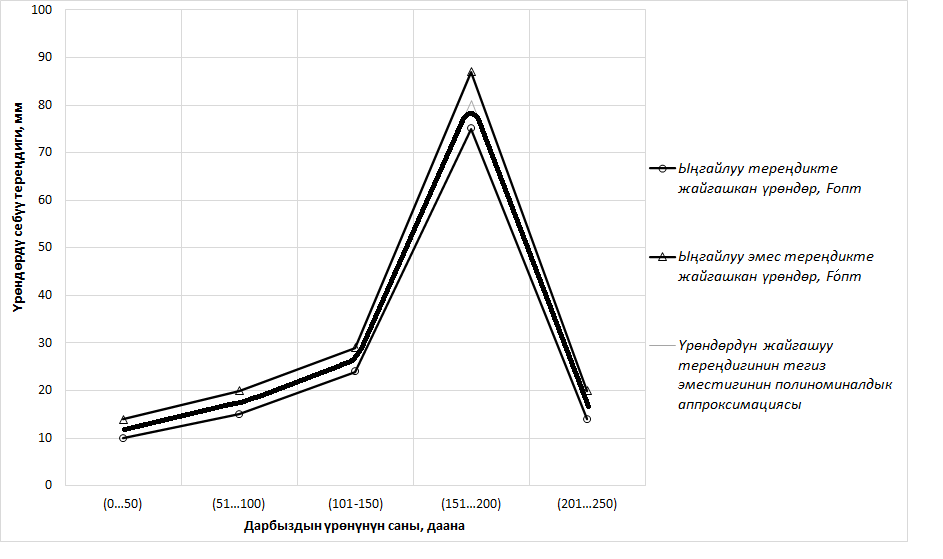 100
90
80
70
60
50
40
30
20
10
0
Үрөндөрдү себүү тереңдиги, мм
(0...50)
(51...100)
(101-150)
(151...200)
(201...250)
Дарбыздын үрөнүнүн саны, даана
Ыңгайлуу тереңдикте
жайгашкан үрөндөр, Fопт
Ыңгайлуу эмес тереңдикте
жайгашкан үрөндөр, Fо́пт
Үрөндөрдүн жайгашуу
тереңдигинин тегиз
эместигинин полиноминалдык
аппроксимациясы